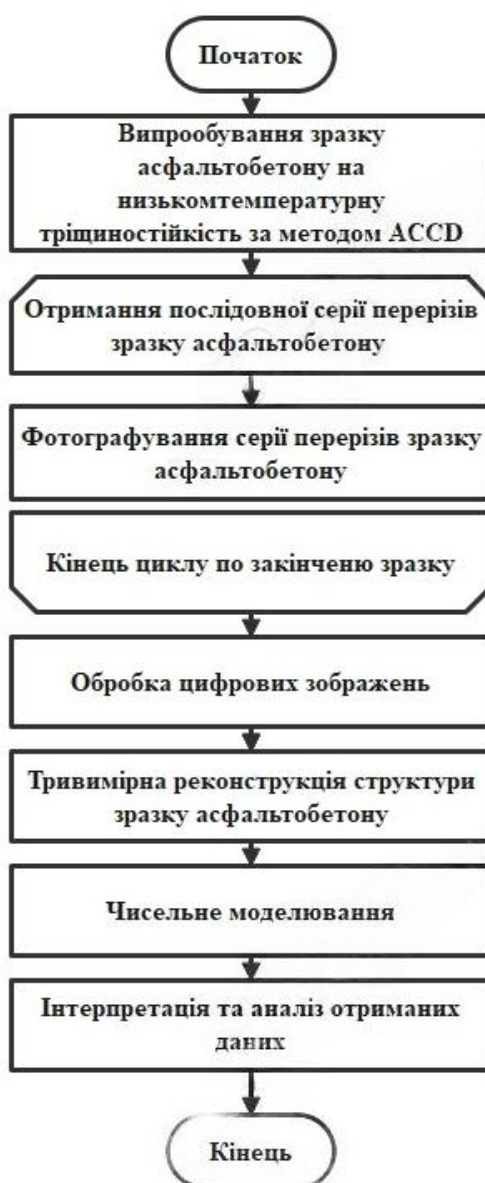 Початок
Випробування зразку
асфальтобетону на
низькомтемпературну
тріщиностійкість за методом ACCD
Отримання послідовної серії перерізів
зразку асфальтобетону
Фотографування серії перерізів зразку
асфальтобетону
Кінець циклу по закінченю зразку
Обробка цифрових зображень
Тривимірна реконструкція структури
зразку асфальтобетону
Чисельне моделювання
Інтерпретація та аналіз отриманих
даних
Кінець